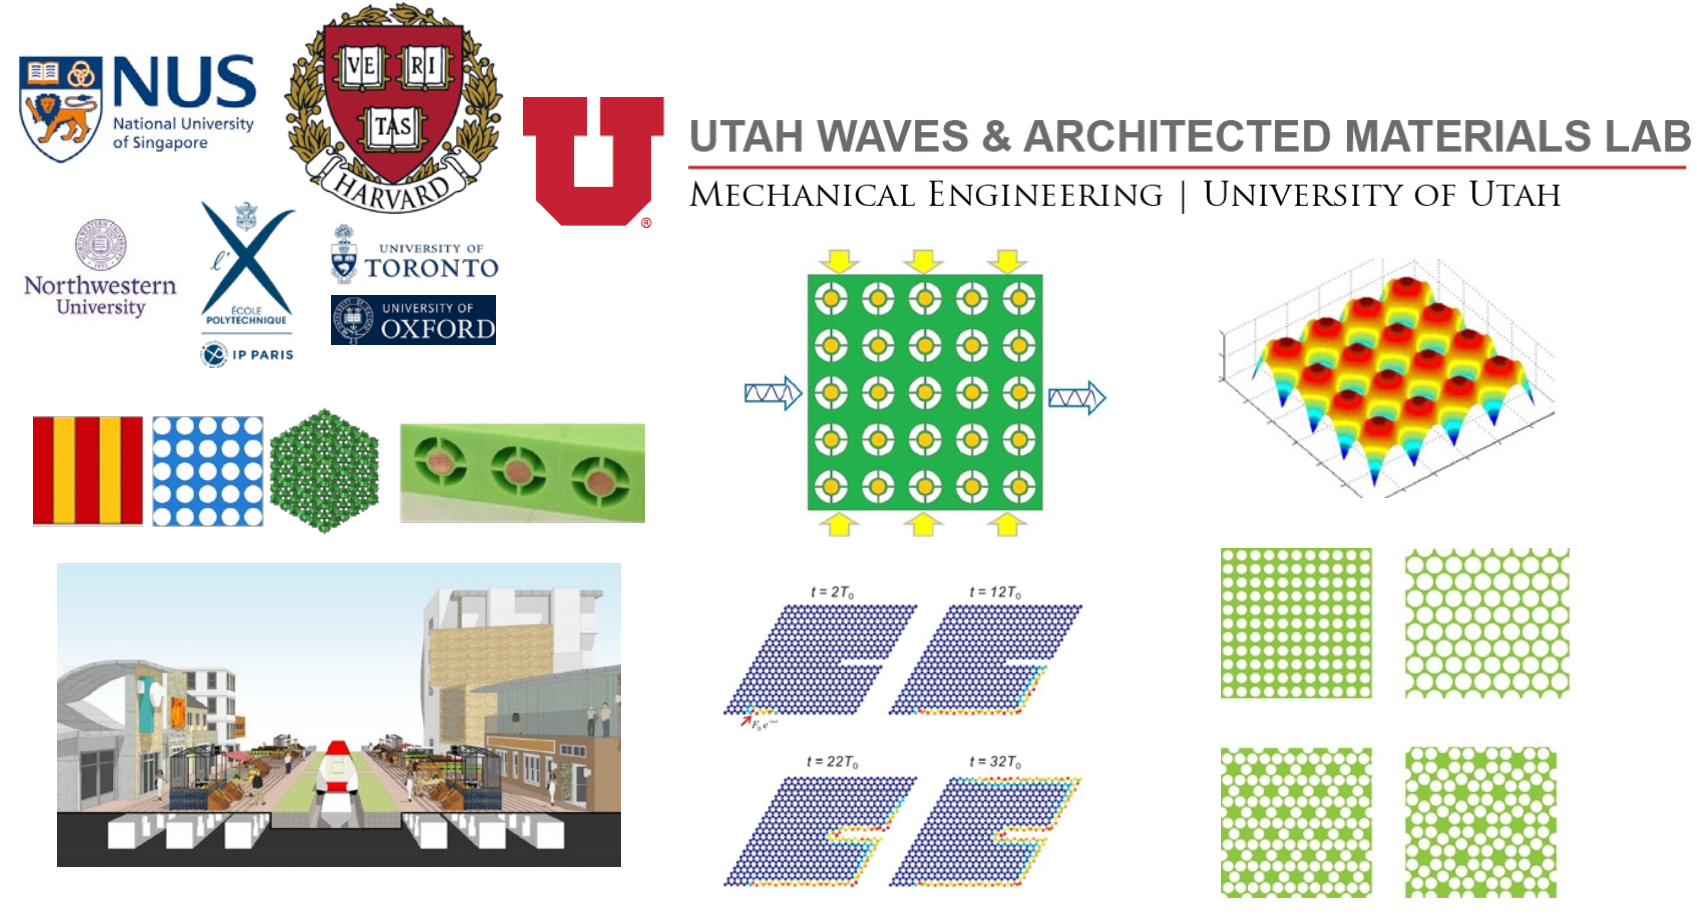 NUS
National University
of Singapore
VE RI
TAS
HARVARD
U
®
UTAH WAVES & ARCHITECTED MATERIALS LAB
MECHANICAL ENGINEERING | UNIVERSITY OF UTAH
Northwestern
University
l'X
ÉCOLE
POLYTECHNIQUE
IP PARIS
UNIVERSITY OF
TORONTO
UNIVERSITY OF
OXFORD
t = 2T₀
t = 12T₀
t = 22T₀
t = 32T₀